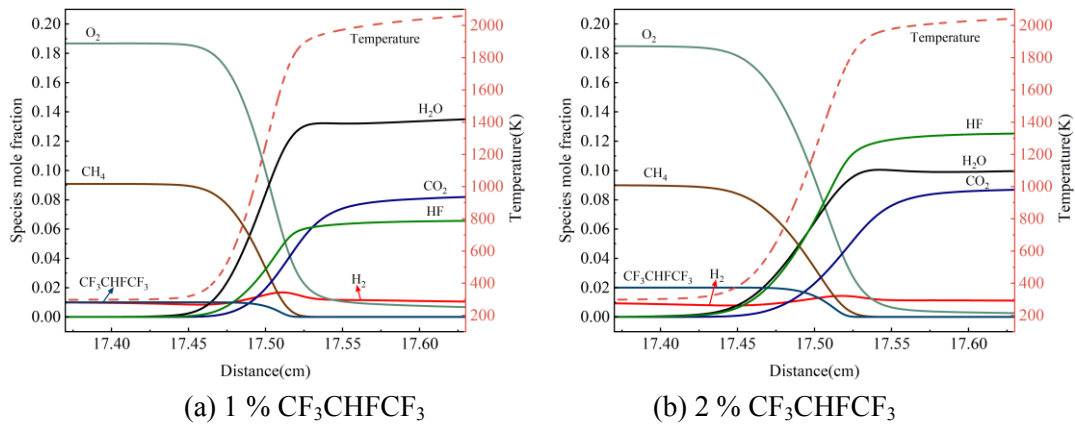 0.20
0.18
0.16
0.14
0.12
0.10
0.08
0.06
0.04
0.02
0.00
Species mole fraction
O₂
Temperature
H₂O
CH₄
CO₂
HF
CF₃CHFCF₃
H₂
2000
1800
1600
1400
1200
1000
800
600
400
200
Temperature(K)
17.40 17.45 17.50 17.55 17.60
Distance(cm)
(a) 1 % CF₃CHFCF₃
0.20
0.18
0.16
0.14
0.12
0.10
0.08
0.06
0.04
0.02
0.00
Species mole fraction
O₂
Temperature
HF
H₂O
CH₄
CO₂
CF₃CHFCF₃ H₂
2000
1800
1600
1400
1200
1000
800
600
400
200
Temperature(K)
17.40 17.45 17.50 17.55 17.60
Distance(cm)
(b) 2 % CF₃CHFCF₃